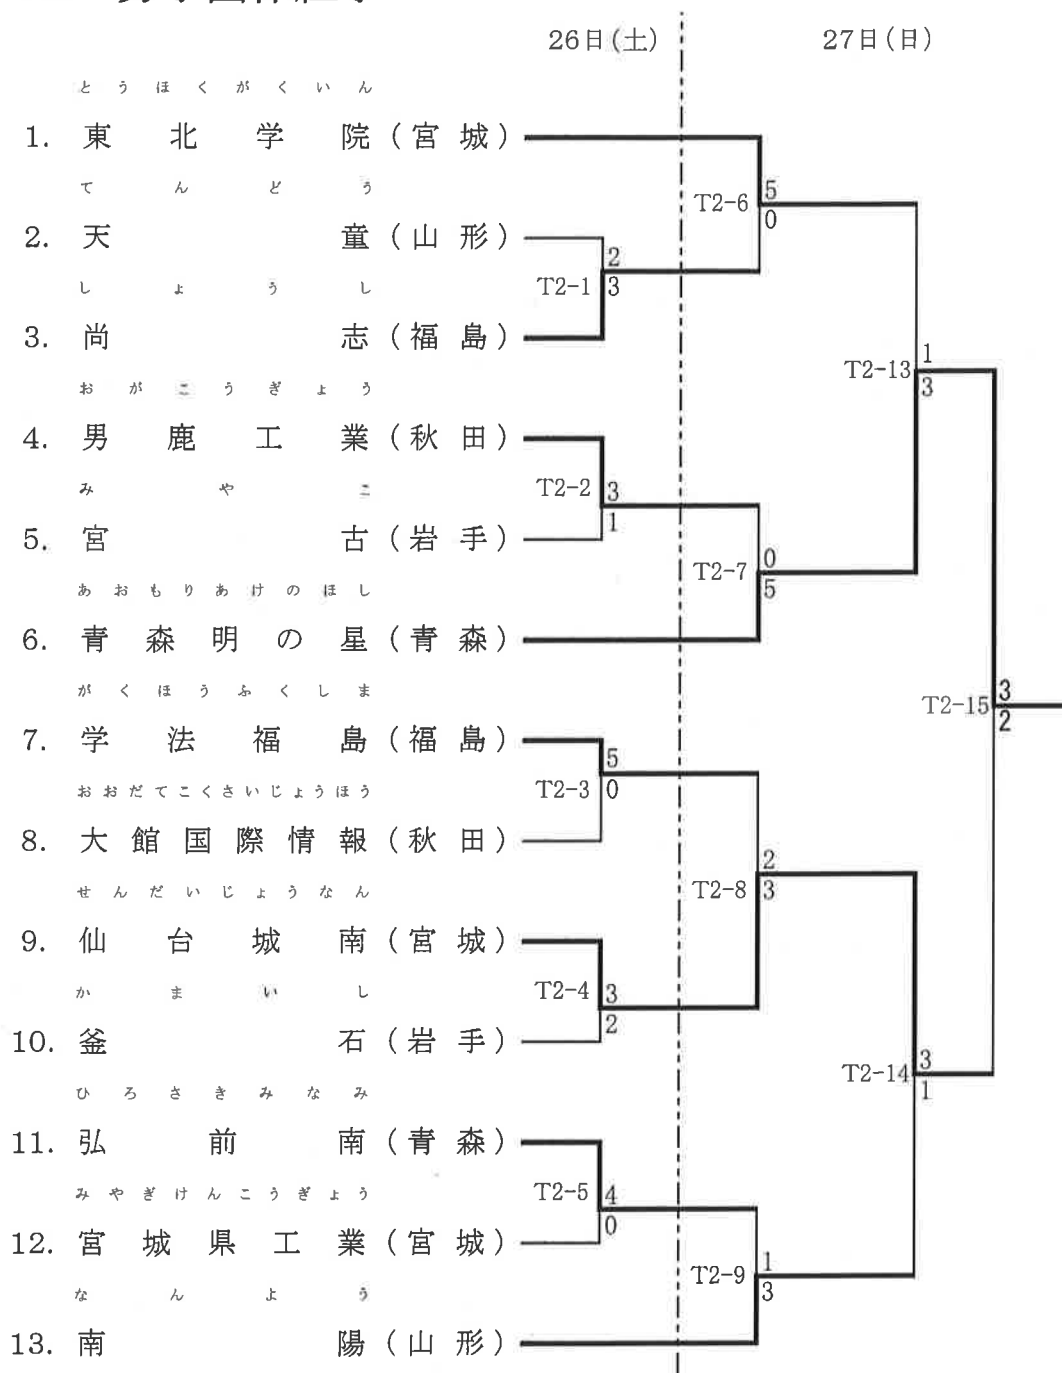 26日(土) 27日(日)
とうほくがくいん
1. 東北学院(宮城)
てんどう
T2-6 5
0
2. 天童(山形)
2
しょうし
T2-1 3
3. 尚志(福島)
1
T2-13 3
おがこうぎょう
4. 男鹿工業(秋田)
みやこ
T2-2 3
1
5. 宮古(岩手)
0
T2-7 5
あおもりあけのほし
6. 青森明の星(青森)
がくほうふくしま
T2-15 3
2
7. 学法福島(福島)
5
おおだてこくさいじょうほう
T2-3 0
8. 大館国際情報(秋田)
2
せんだいじょうなん
T2-8 3
9. 仙台城南(宮城)
かまいし
T2-4 3
2
10. 釜石(岩手)
3
T2-14 1
ひろさきみなみ
11. 弘前南(青森)
みやぎけんこうぎょう
T2-5 4
0
12. 宮城県工業(宮城)
1
T2-9 3
なんよう
13. 南陽(山形)